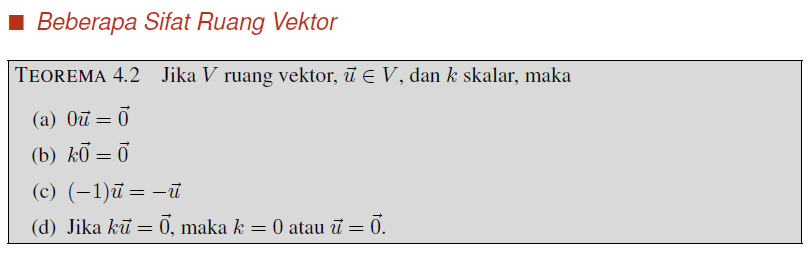 Beberapa Sifat Ruang Vektor
TEOREMA 4.2 Jika V ruang vektor, u⃗ ∈ V, dan k skalar, maka
(a) 0u⃗ = 0⃗
(b) k0⃗ = 0⃗
(c) (−1)u⃗ = −u⃗
(d) Jika ku⃗ = 0⃗, maka k = 0 atau u⃗ = 0⃗.